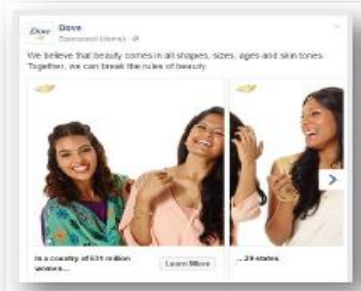 Dove
Dove
Sponsored
We believe that beauty comes in all shapes, sizes, ages and skin tones.
Together, we can break the rules of beauty.
In a country of 631 million
women...
Learn More
...29 states